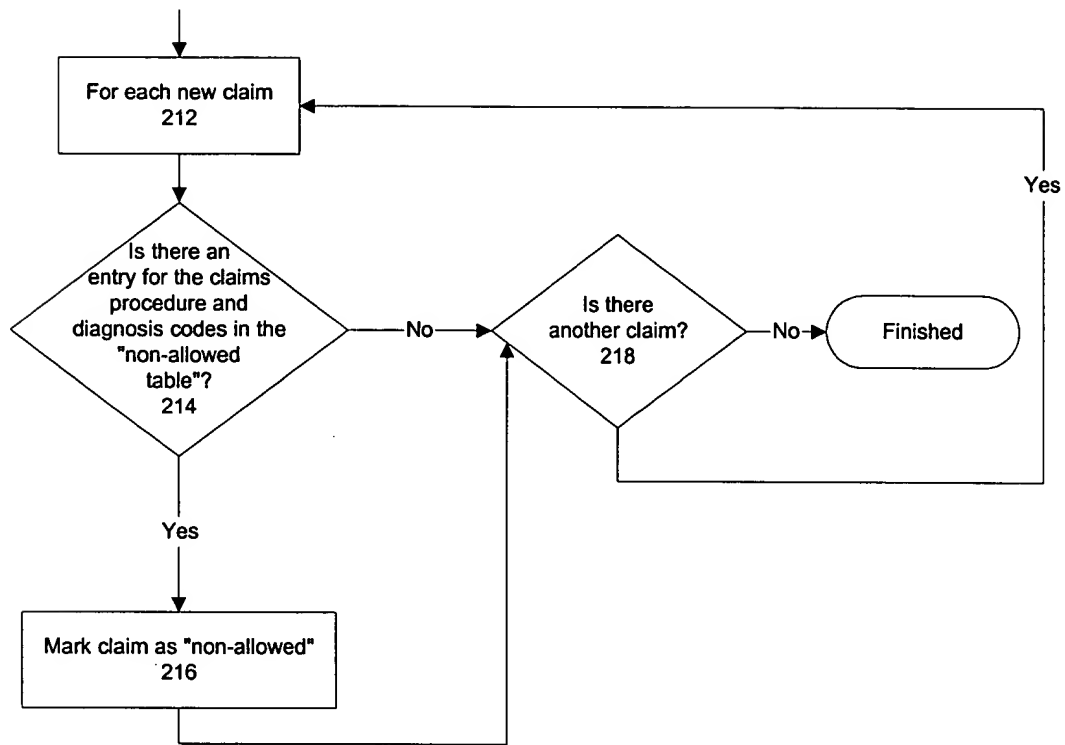 For each new claim
212
Yes
Is there an
entry for the claims
procedure and
diagnosis codes in the
"non-allowed
table"?
214
No
Is there
another claim?
218
No
Finished
Yes
Mark claim as "non-allowed"
216